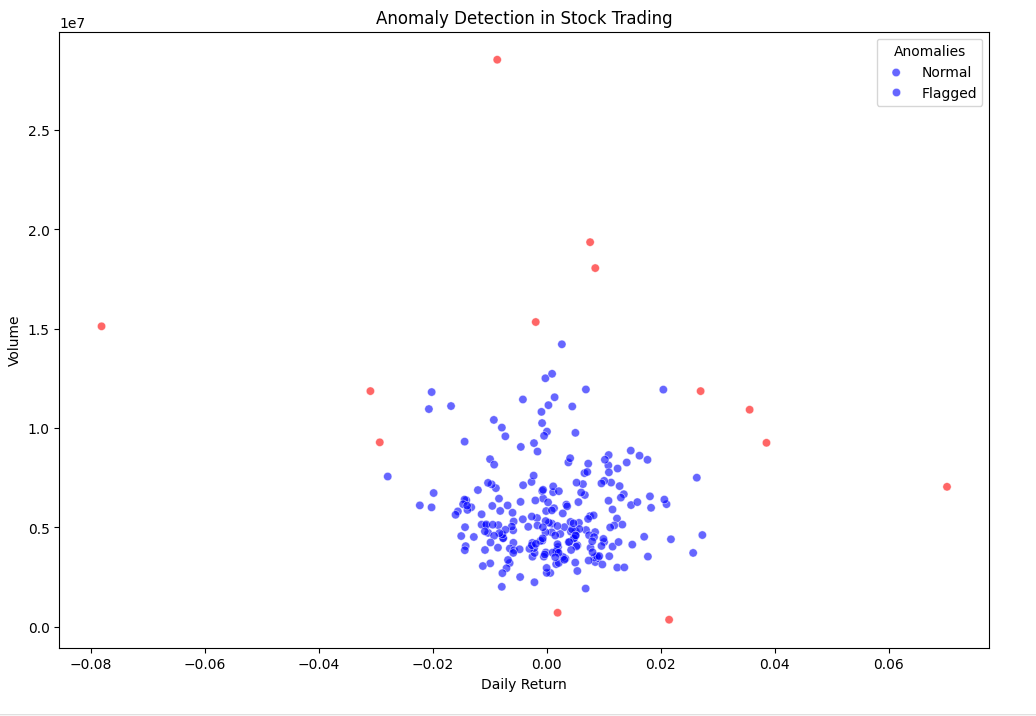 Anomaly Detection in Stock Trading
1e7
Anomalies
Normal
Flagged
2.5
2.0
1.5
1.0
0.5
0.0
Volume
−0.08 −0.06 −0.04 −0.02 0.00 0.02 0.04 0.06
Daily Return